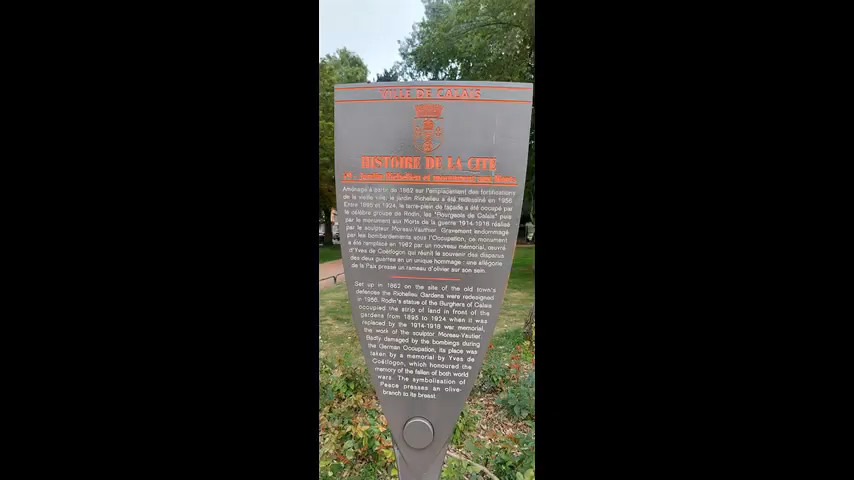 VILLE DE CALAIS
HISTOIRE DE LA CITE
Jardin Richelieu et monument aux Morts
Aménagé à partir de 1862 sur l'emplacement des fortifications
de la vieille ville, le jardin Richelieu a été redessiné en 1956.
Entre 1895 et 1924, le terre-plein de façade a été occupé par
le célèbre groupe de Rodin, les "Bourgeois de Calais" puis
par le monument aux Morts de la guerre 1914-1918 réalisé
par le sculpteur Moreau-Vauthier. Gravement endommagé
par les bombardements sous l'Occupation, ce monument
a été remplacé en 1962 par un nouveau mémorial, œuvre
d'Yves de Coëtlogon qui réunit le souvenir des disparus
des deux guerres en un unique hommage : une allégorie
de la Paix presse un rameau d'olivier sur son sein.
Set up in 1862 on the site of the old town's
defences the Richelieu Gardens were redesigned
in 1956. Rodin's statue of the Burghers of Calais
occupied the strip of land in front of the
gardens from 1895 to 1924 when it was
replaced by the 1914-1918 war memorial,
the work of the sculptor Moreau-Vautier.
Badly damaged by the bombings during
the German Occupation, its place was
taken by a memorial by Yves de
Coëtlogon, which honoured the
memory of the fallen of both world
wars. The symbolisation of
Peace presses an olive-
branch to its breast.